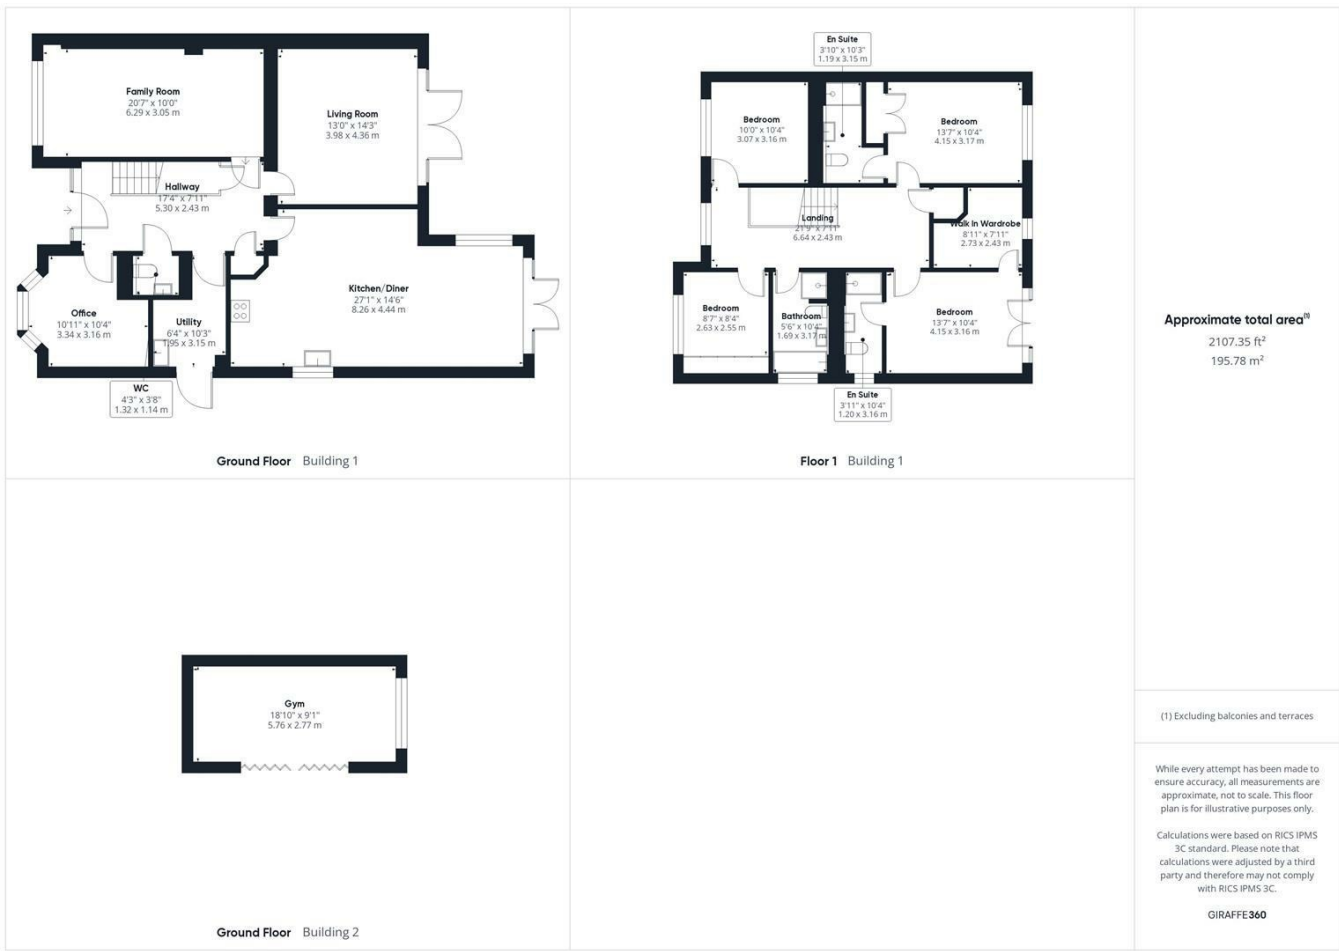 Family Room
20'7" x 10'0"
6.29 x 3.05 m
Living Room
13'0" x 14'3"
3.98 x 4.36 m
Hallway
17'4" x 7'11"
5.30 x 2.43 m
Kitchen/Diner
27'1" x 14'6"
8.26 x 4.44 m
Office
10'11" x 10'4"
3.34 x 3.16 m
Utility
6'4" x 10'3"
1.95 x 3.15 m
WC
4'3" x 3'8"
1.32 x 1.14 m
Ground Floor Building 1
En Suite
3'10" x 10'3"
1.19 x 3.15 m
Bedroom
10'0" x 10'4"
3.07 x 3.16 m
Bedroom
13'7" x 10'4"
4.15 x 3.17 m
Landing
21'9" x 7'11"
6.64 x 2.43 m
Walk in Wardrobe
8'11" x 7'11"
2.73 x 2.43 m
Bedroom
8'7" x 8'4"
2.63 x 2.55 m
Bathroom
5'6" x 10'4"
1.69 x 3.17 m
Bedroom
13'7" x 10'4"
4.15 x 3.16 m
En Suite
3'11" x 10'4"
1.20 x 3.16 m
Floor 1 Building 1
Gym
18'10" x 9'1"
5.76 x 2.77 m
Ground Floor Building 2
Approximate total area(1)
2107.35 ft²
195.78 m²
(1) Excluding balconies and terraces
While every attempt has been made to
ensure accuracy, all measurements are
approximate, not to scale. This floor
plan is for illustrative purposes only.
Calculations were based on RICS IPMS
3C standard. Please note that
calculations were adjusted by a third
party and therefore may not comply
with RICS IPMS 3C.
GIRAFFE360